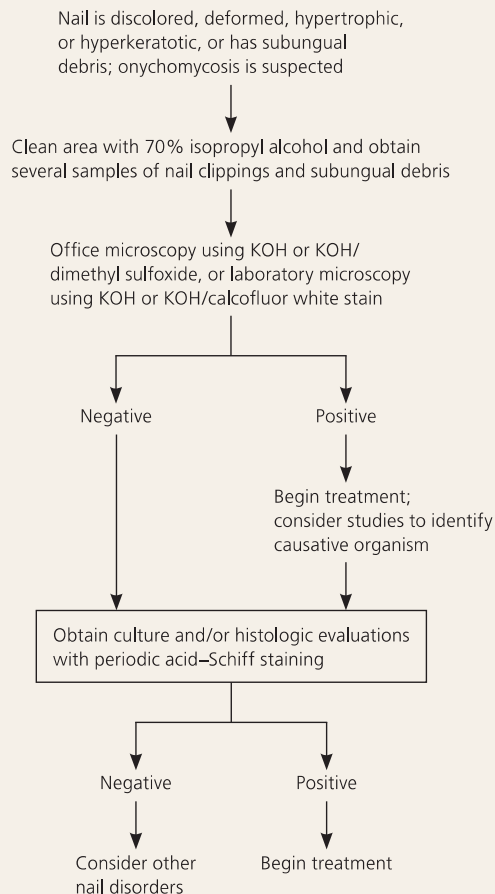 Nail is discolored, deformed, hypertrophic,
or hyperkeratotic, or has subungual
debris; onychomycosis is suspected
Clean area with 70% isopropyl alcohol and obtain
several samples of nail clippings and subungual debris
Office microscopy using KOH or KOH/
dimethyl sulfoxide, or laboratory microscopy
using KOH or KOH/calcofluor white stain
Negative
Positive
Begin treatment;
consider studies to identify
causative organism
Obtain culture and/or histologic evaluations
with periodic acid–Schiff staining
Negative
Positive
Consider other
nail disorders
Begin treatment